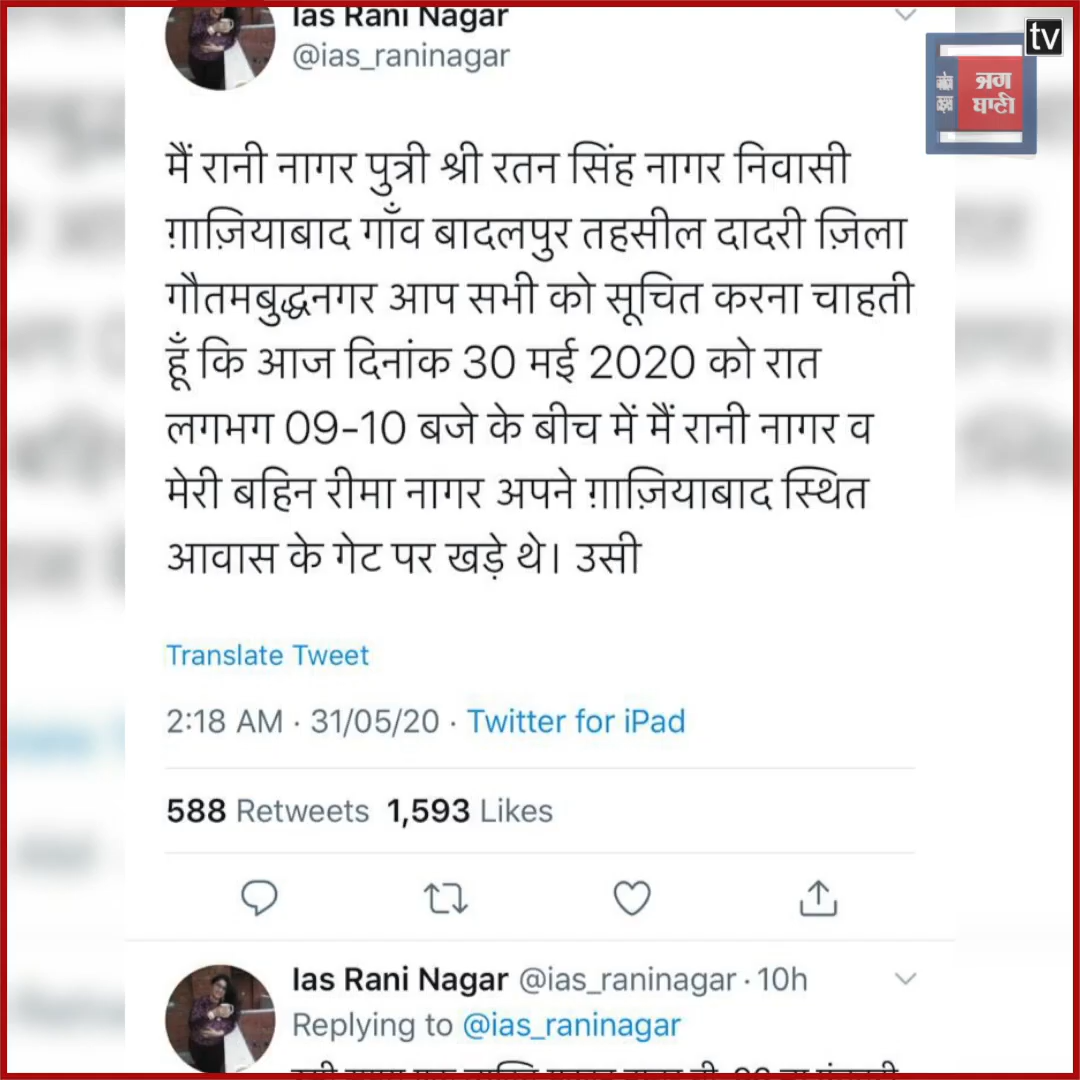 Ias Rani Nagar
@ias_raninagar
tv
ਜਗ
ਬਾਣੀ
मैं रानी नागर पुत्री श्री रतन सिंह नागर निवासी
ग़ाज़ियाबाद गाँव बादलपुर तहसील दादरी ज़िला
गौतमबुद्धनगर आप सभी को सूचित करना चाहती
हूँ कि आज दिनांक 30 मई 2020 को रात
लगभग 09-10 बजे के बीच में मैं रानी नागर व
मेरी बहिन रीमा नागर अपने ग़ाज़ियाबाद स्थित
आवास के गेट पर खड़े थे। उसी
Translate Tweet
2:18 AM · 31/05/20 · Twitter for iPad
588 Retweets 1,593 Likes
Ias Rani Nagar @ias_raninagar · 10h
Replying to @ias_raninagar